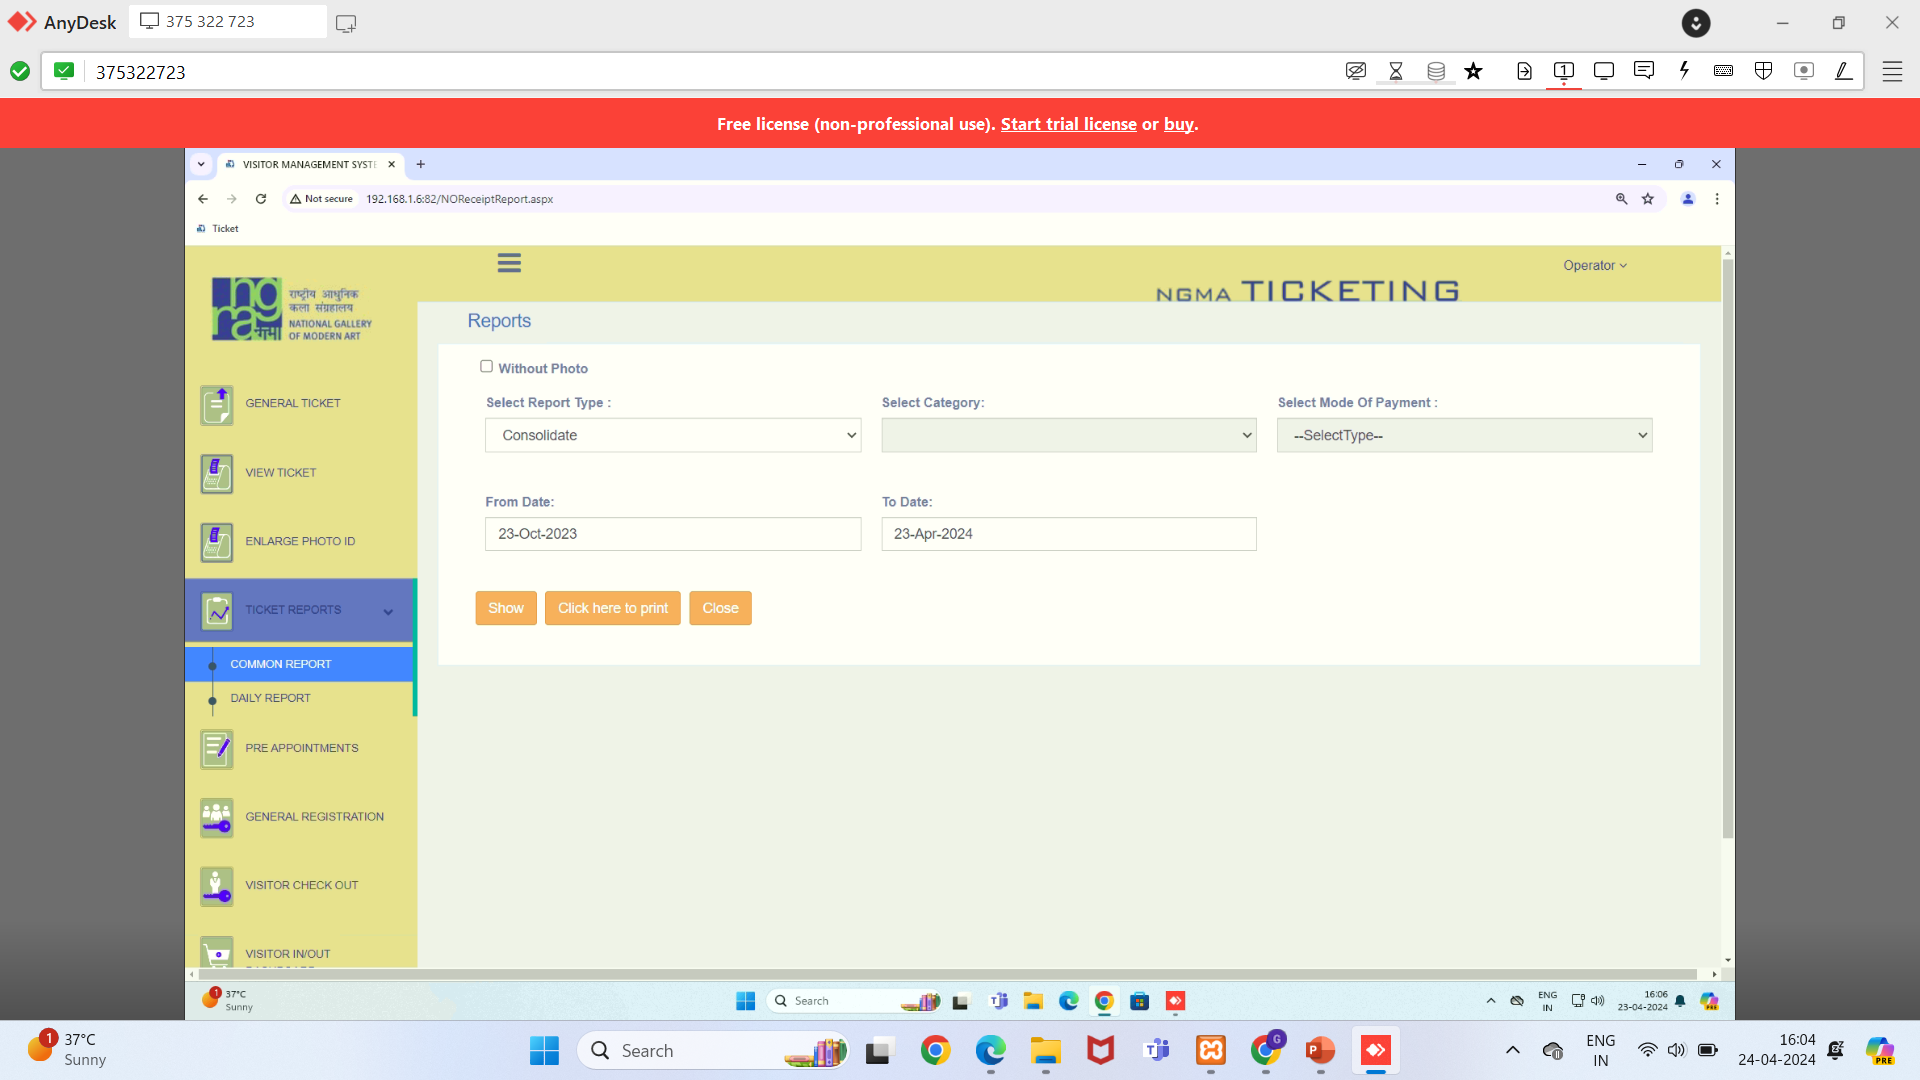 AnyDesk
375 322 723
375322723
Free license (non-professional use). Start trial license or buy.
VISITOR MANAGEMENT SYSTE
Not secure
192.168.1.6:82/NOReceiptReport.aspx
Ticket
Operator
NGMA TICKETING
राष्ट्रीय आधुनिक
कला संग्रहालय
NATIONAL GALLERY
OF MODERN ART
Reports
Without Photo
Select Report Type :
Select Category:
Select Mode Of Payment :
Consolidate
--SelectType--
From Date:
To Date:
23-Oct-2023
23-Apr-2024
Show
Click here to print
Close
GENERAL TICKET
VIEW TICKET
ENLARGE PHOTO ID
TICKET REPORTS
COMMON REPORT
DAILY REPORT
PRE APPOINTMENTS
GENERAL REGISTRATION
VISITOR CHECK OUT
VISITOR IN/OUT
1
37°C
Sunny
Search
ENG
IN
16:06
23-04-2024
1
37°C
Sunny
Search
ENG
IN
16:04
24-04-2024